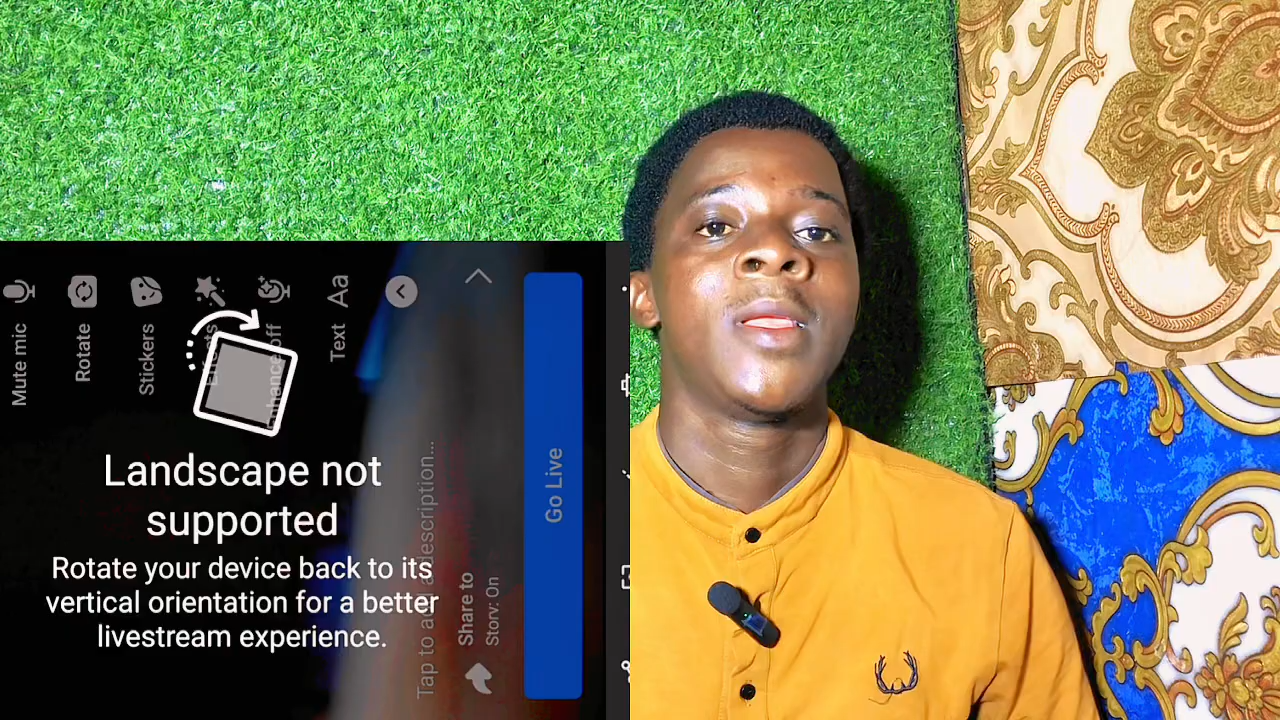 Mute mic
Rotate
Stickers
Text
Landscape not
supported
Rotate your device back to its
vertical orientation for a better
livestream experience.
Share to
Story: On
Go Live
Aa